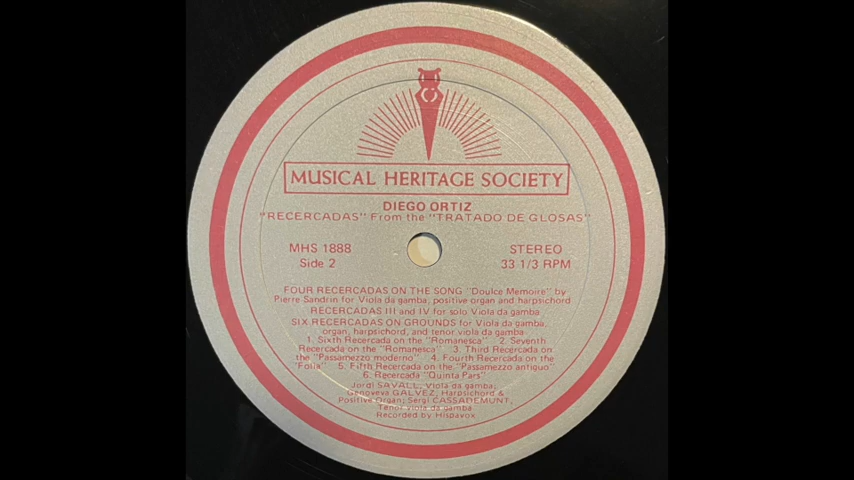 MUSICAL HERITAGE SOCIETY
DIEGO ORTIZ
"RECERCADAS" From the "TRATADO DE GLOSAS"
MHS 1888
Side 2
STEREO
33 1/3 RPM
FOUR RECERCADAS ON THE SONG "Doulce Memoire" by
Pierre Sandrin for Viola da gamba, positive organ and harpsichord
RECERCADAS III and IV for solo Viola da gamba
SIX RECERCADAS ON GROUNDS for Viola da gamba,
organ, harpsichord, and tenor viola da gamba
1. Sixth Recercada on the "Romanesca" 2. Seventh
Recercada on the "Romanesca" 3. Third Recercada on
the "Passamezzo moderno" 4. Fourth Recercada on the
"Folia" 5. Fifth Recercada on the "Passamezzo antiguo"
6. Recercada "Quinta Pars"
Jordi SAVALL, Viola da gamba,
Genoveva GALVEZ, Harpsichord &
Positive Organ; Sergi CASSADEMUNT,
Tenor viola da gamba
Recorded by Hispavox